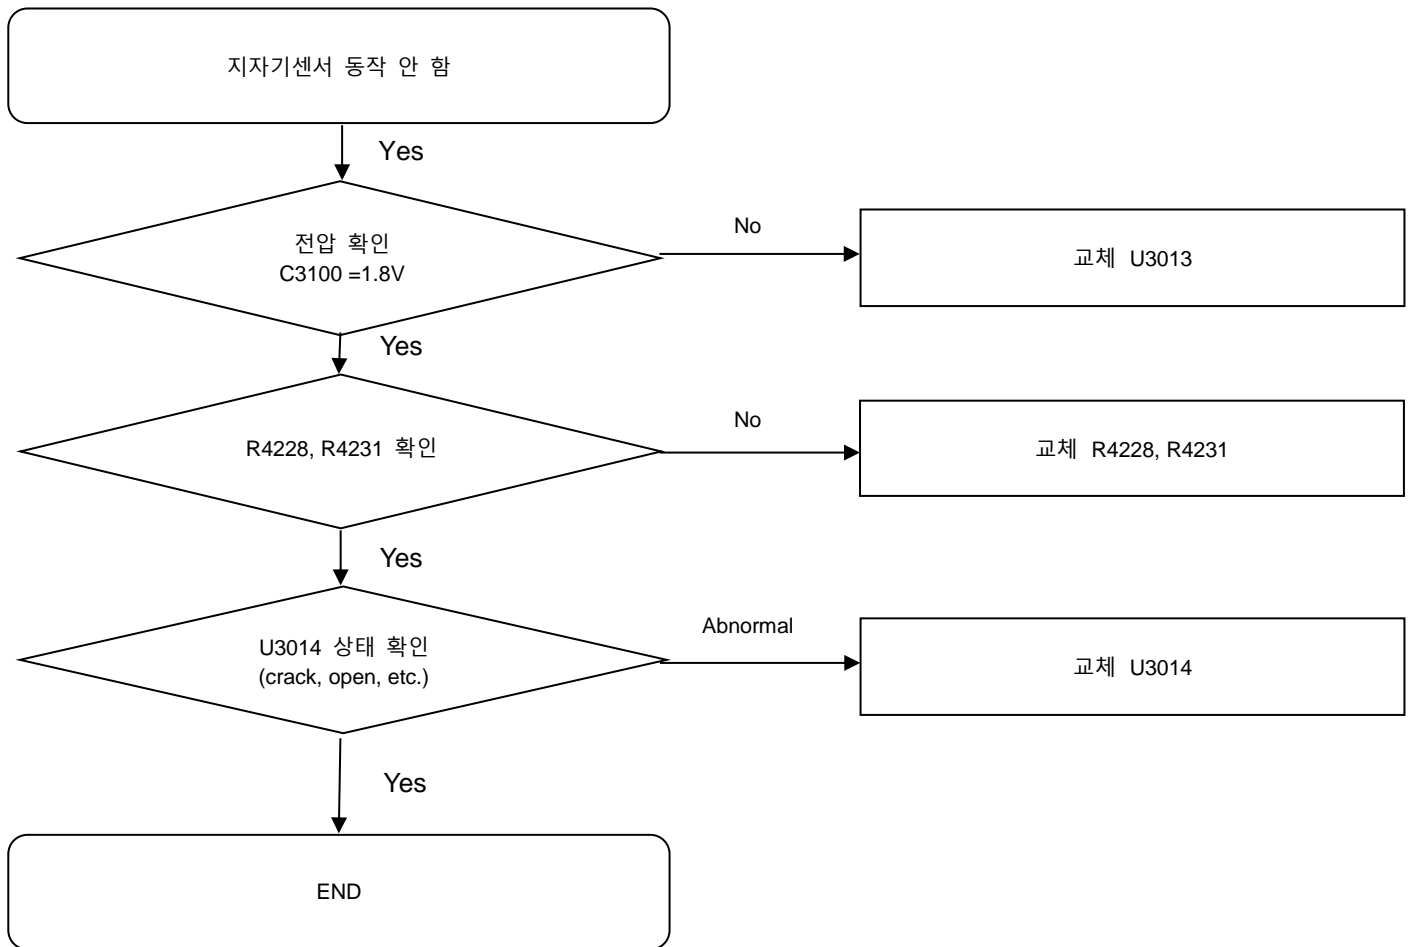 지자기센서 동작 안 함
Yes
전압 확인
C3100 =1.8V
No
교체 U3013
Yes
R4228, R4231 확인
No
교체 R4228, R4231
Yes
U3014 상태 확인
(crack, open, etc.)
Abnormal
교체 U3014
Yes
END